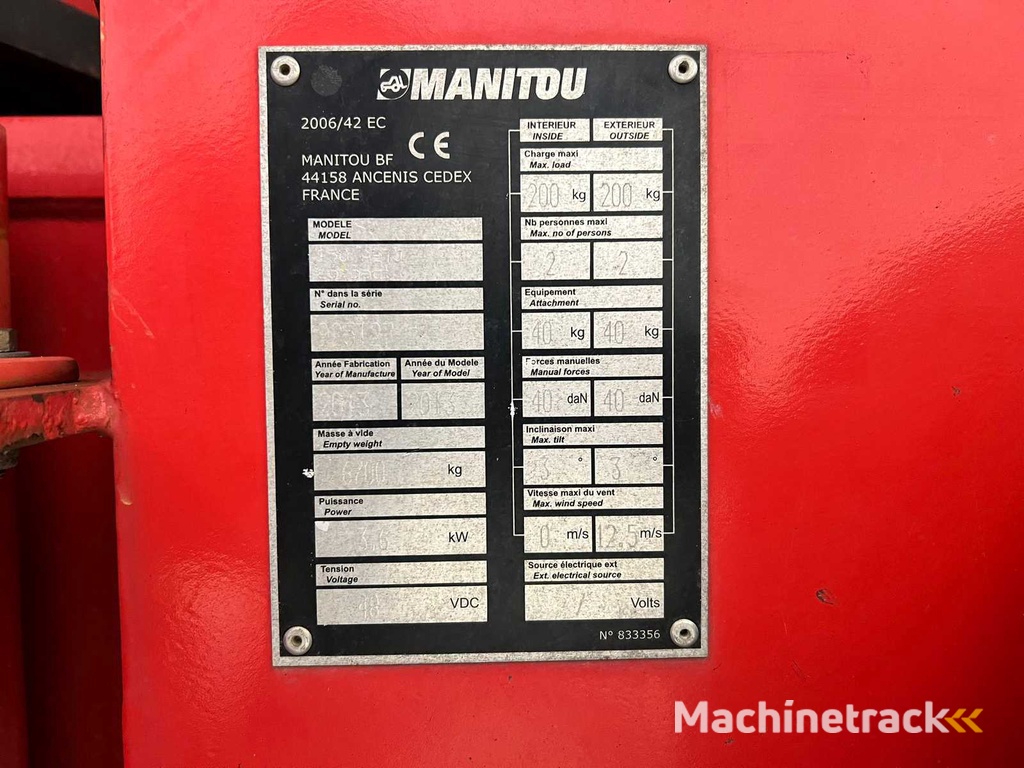 MANITOU
2006/42 EC
CE
MANITOU BF
44158 ANCENIS CEDEX
FRANCE
MODELE
MODEL
N° dans la série
Serial no.
Année Fabrication
Year of Manufacture
Année du Modele
Year of Model
2013
2013
Masse à vide
Empty weight
6700 kg
Puissance
Power
kW
Tension
Voltage
48 VDC
INTERIEUR
INSIDE
EXTERIEUR
OUTSIDE
Charge maxi
Max. load
200 kg 200 kg
Nb personnes maxi
Max. no of persons
2 2
Equipement
Attachment
40 kg 40 kg
Forces manuelles
Manual forces
40 daN 40 daN
Inclinaison maxi
Max. tilt
3 ° 3 °
Vitesse maxi du vent
Max. wind speed
0 m/s 12.5 m/s
Source électrique ext
Ext. electrical source
/ Volts
N° 833356
Machinetrack